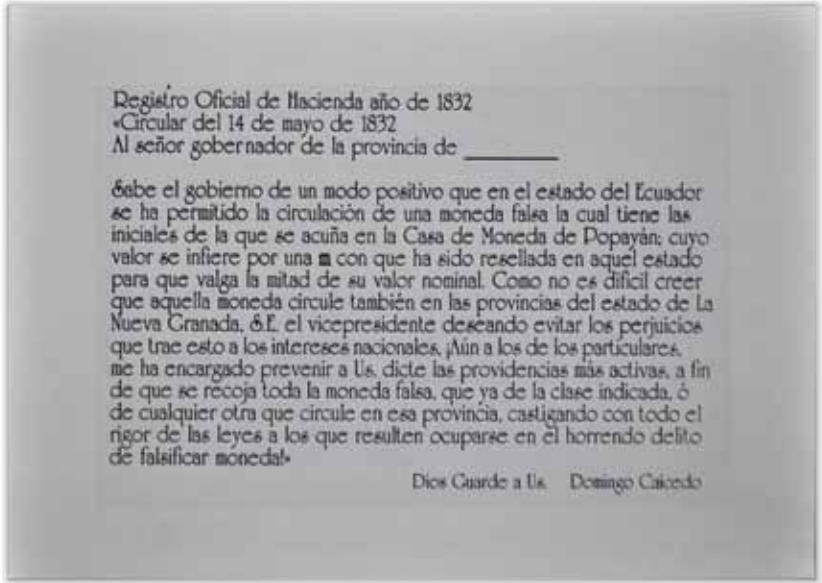 Registro Oficial de Hacienda año de 1832
«Circular del 14 de mayo de 1832
Al señor gobernador de la provincia de ________
Sabe el gobierno de un modo positivo que en el estado del Ecuador
se ha permitido la circulación de una moneda falsa la cual tiene las
iniciales de la que se acuña en la Casa de Moneda de Popayán; cuyo
valor se infiere por una m con que ha sido resellada en aquel estado
para que valga la mitad de su valor nominal. Como no es difícil creer
que aquella moneda circule también en las provincias del estado de La
Nueva Granada, S.E. el vicepresidente deseando evitar los perjuicios
que trae esto a los intereses nacionales, ¡Aún a los de los particulares,
me ha encargado prevenir a Us. dicte las providencias más activas, a fin
de que se recoja toda la moneda falsa, que ya de la clase indicada, ó
de cualquier otra que circule en esa provincia, castigando con todo el
rigor de las leyes a los que resulten ocuparse en el horrendo delito
de falsificar moneda!»
Dios Guarde a Us. Domingo Caicedo